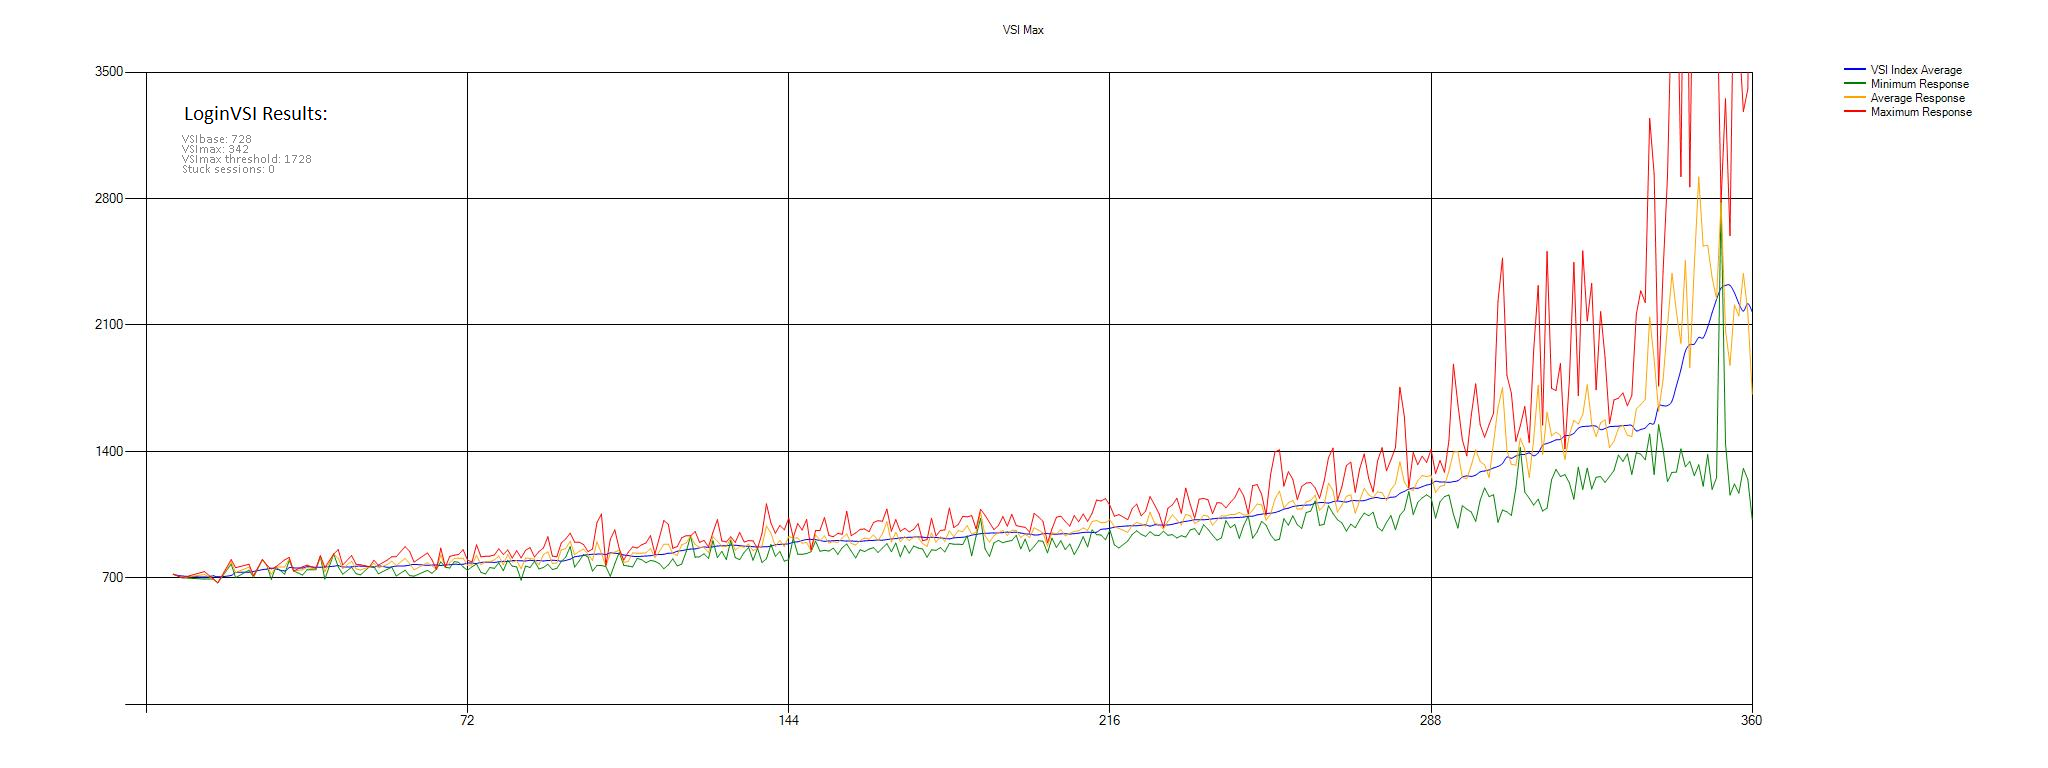 VSI Max
3500
2800
2100
1400
700
72
144
216
288
360
LoginVSI Results:
VSIbase: 728
VSImax: 342
VSImax threshold: 1728
Stuck sessions: 0
VSI Index Average
Minimum Response
Average Response
Maximum Response